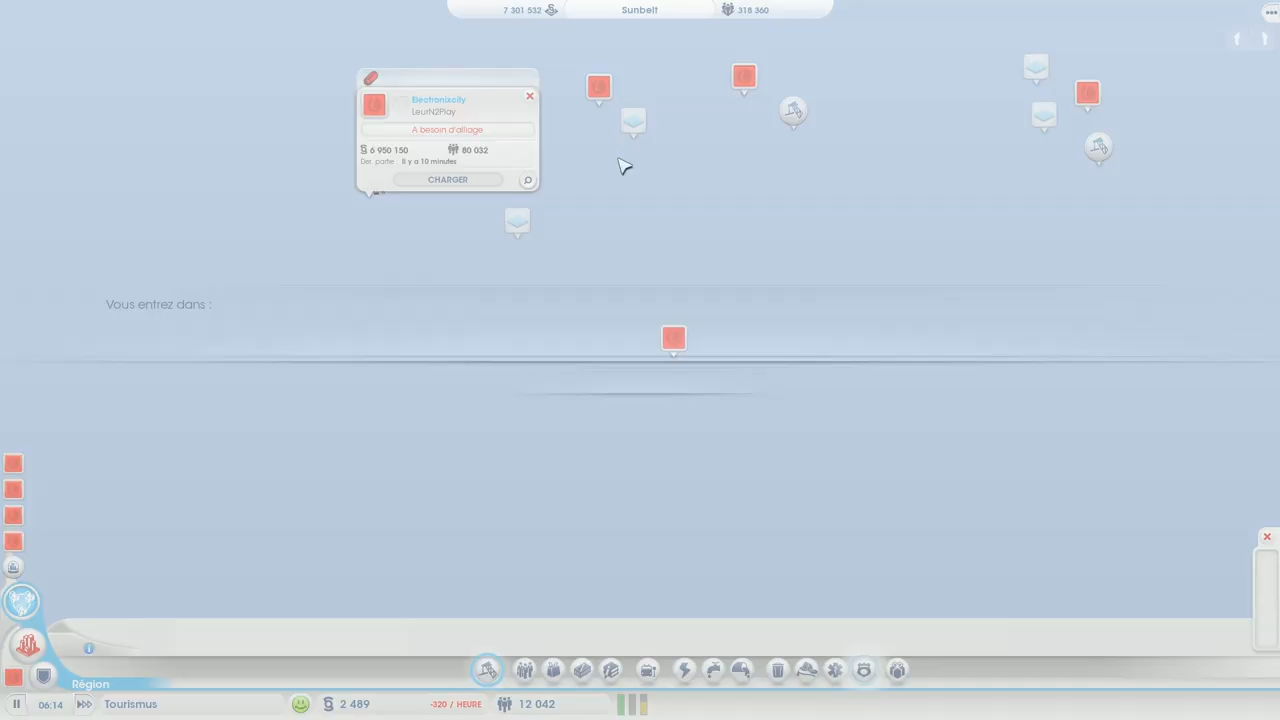 7 301 532
Sunbelt
318 360
Electronixcity
LeurN2Play
A besoin d'alliage
6 950 150
80 032
Der. partie : Il y a 10 minutes
CHARGER
Vous entrez dans :
Région
06:14
Tourismus
2 489
-320 / HEURE
12 042